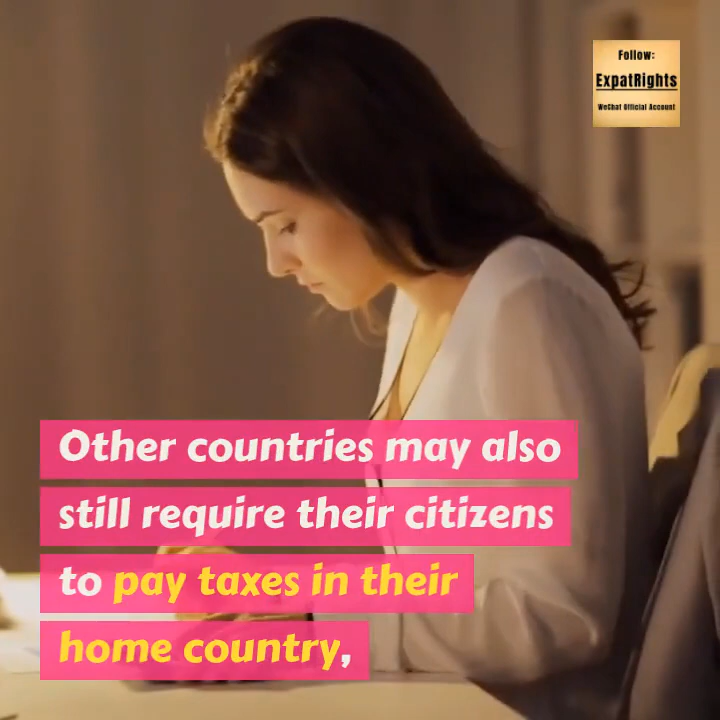 Follow:
ExpatRights
WeChat Official Account
Other countries may also
still require their citizens
to pay taxes in their
home country,